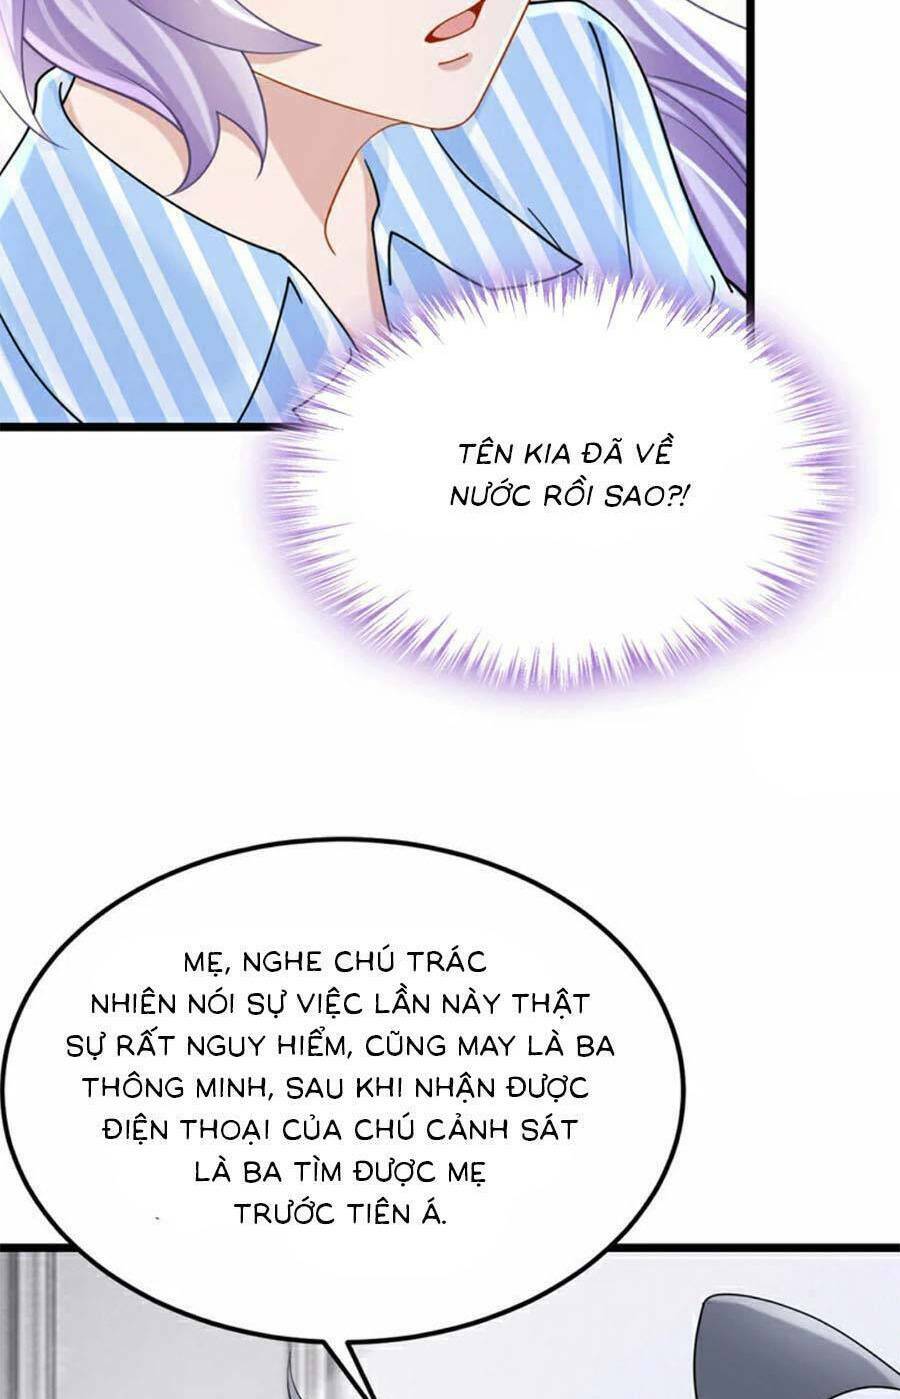 TÊN KIA ĐÃ VỀ
NƯỚC RỒI SAO?!
MẸ, NGHE CHÚ TRÁC
NHIÊN NÓI SỰ VIỆC LẦN NÀY THẬT
SỰ RẤT NGUY HIỂM, CŨNG MAY LÀ BA
THÔNG MINH, SAU KHI NHẬN ĐƯỢC
ĐIỆN THOẠI CỦA CHÚ CẢNH SÁT
LÀ BA TÌM ĐƯỢC MẸ
TRƯỚC TIÊN Á.